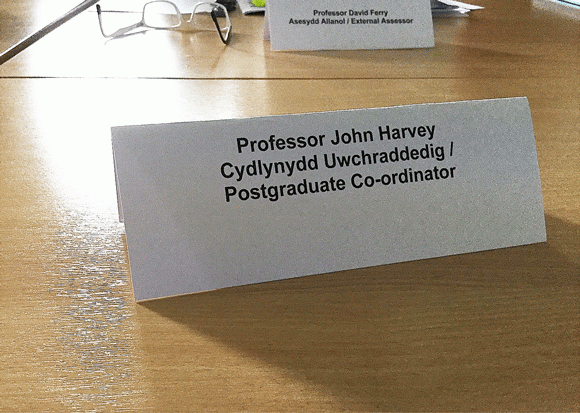 Professor David Ferry
Asesydd Allanol / External Assessor
Professor John Harvey
Cydlynydd Uwchraddedig /
Postgraduate Co-ordinator